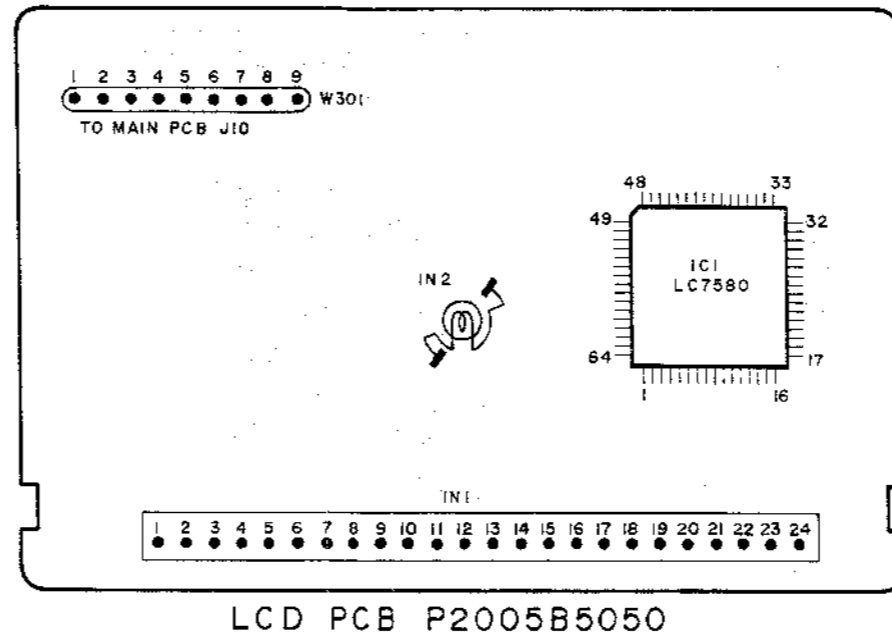 1 2 3 4 5 6 7 8 9
W301
TO MAIN PCB J10
48 33
49 32
IC1
LC7580
IN2
64 17
1 16
IN1
1 2 3 4 5 6 7 8 9 10 11 12 13 14 15 16 17 18 19 20 21 22 23 24
LCD PCB P2005B5050